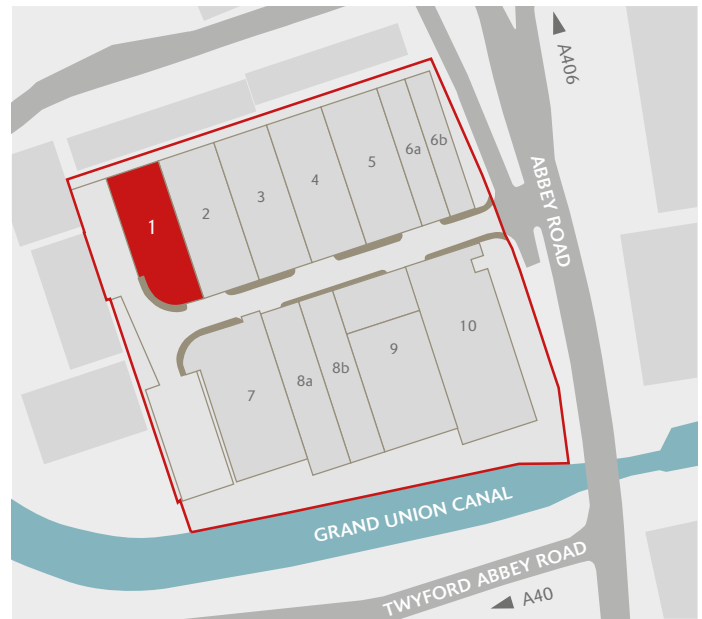 A406
ABBEY ROAD
6b
6a
5
4
3
2
1
10
9
8b
8a
7
GRAND UNION CANAL
TWYFORD ABBEY ROAD
A40